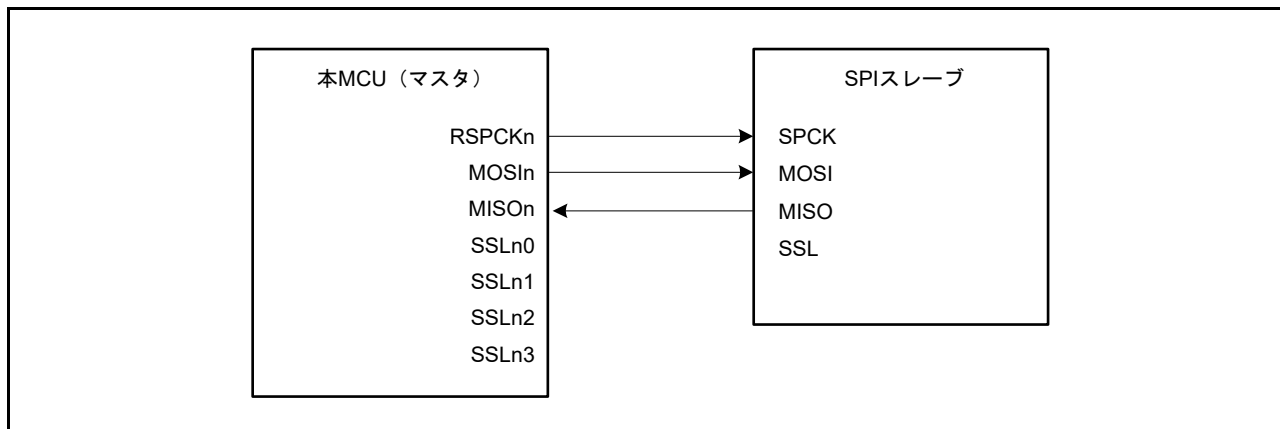 本MCU（マスタ）
RSPCKn
MOSIn
MISOn
SSLn0
SSLn1
SSLn2
SSLn3
SPIスレーブ
SPCK
MOSI
MISO
SSL